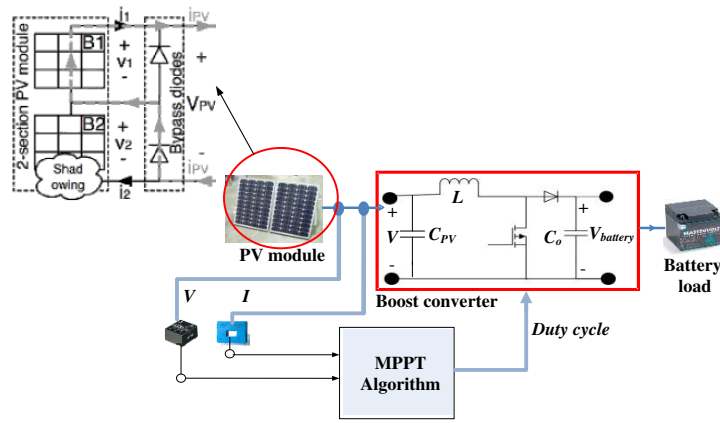 2-section PV module
B1
B2
Shad
owing
i1
i2
+
v1
-
+
v2
-
Bypass diodes
iPV
+
VPV
-
iPV
PV module
+
V
-
CPV
L
Co
+
Vbattery
-
Boost converter
Battery
load
V
I
Duty cycle
MPPT
Algorithm